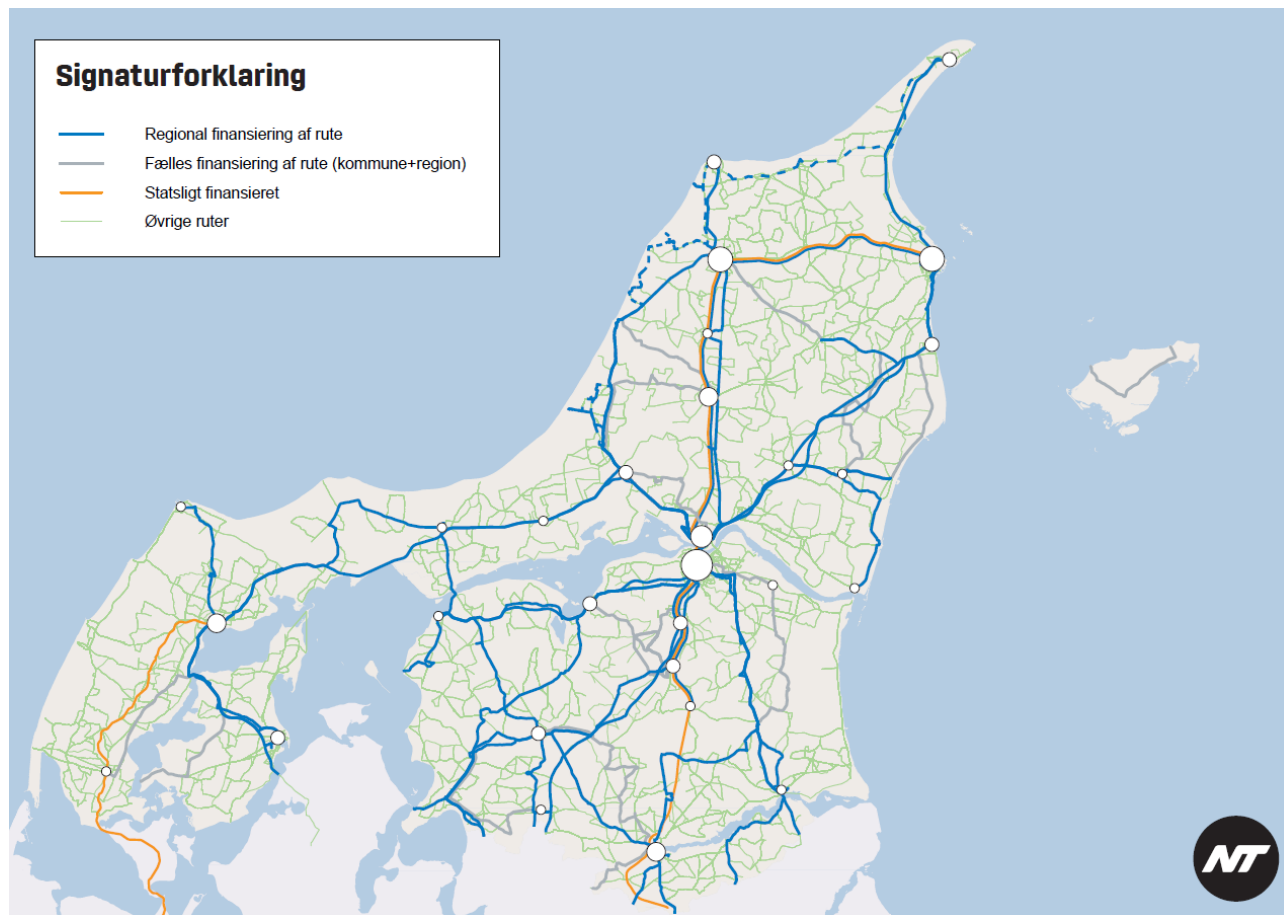 Signaturforklaring
Regional finansiering af rute
Fælles finansiering af rute (kommune+region)
Statsligt finansieret
Øvrige ruter
NT